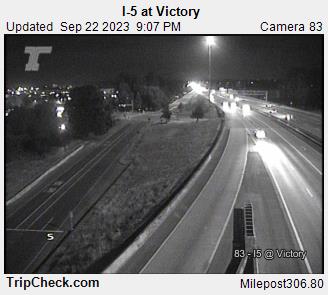 I-5 at Victory
Updated Sep 22 2023 9:07 PM Camera 83
T
S
83 - I5 @ Victory
TripCheck.com Milepost306.80